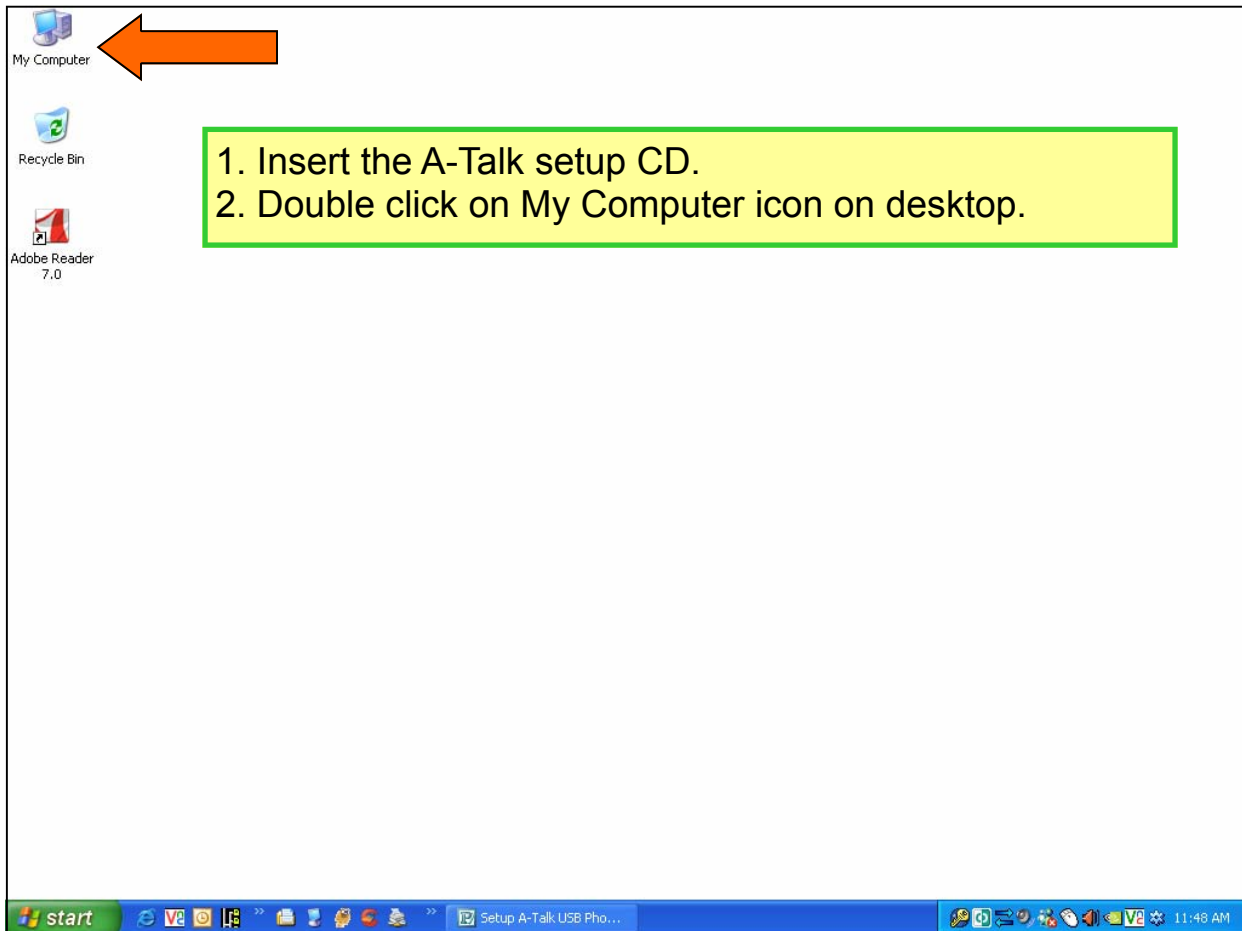 My Computer
Recycle Bin
Adobe Reader
7.0
1. Insert the A-Talk setup CD.
2. Double click on My Computer icon on desktop.
start
Setup A-Talk USB Pho...
11:48 AM